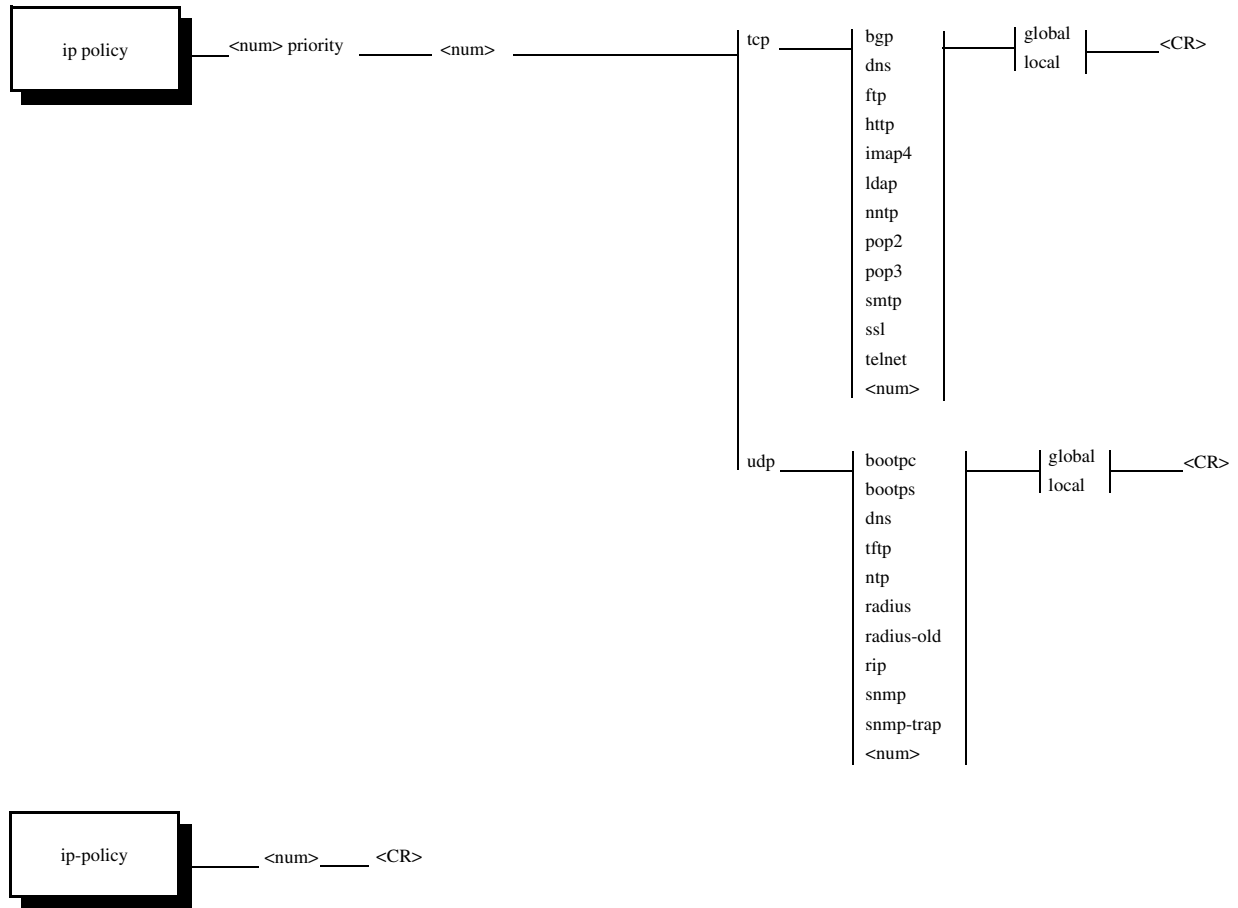 ip policy
<num> priority
<num>
tcp
bgp
dns
ftp
http
imap4
ldap
nntp
pop2
pop3
smtp
ssl
telnet
<num>
global
local
<CR>
udp
bootpc
bootps
dns
tftp
ntp
radius
radius-old
rip
snmp
snmp-trap
<num>
global
local
<CR>
ip-policy
<num>
<CR>